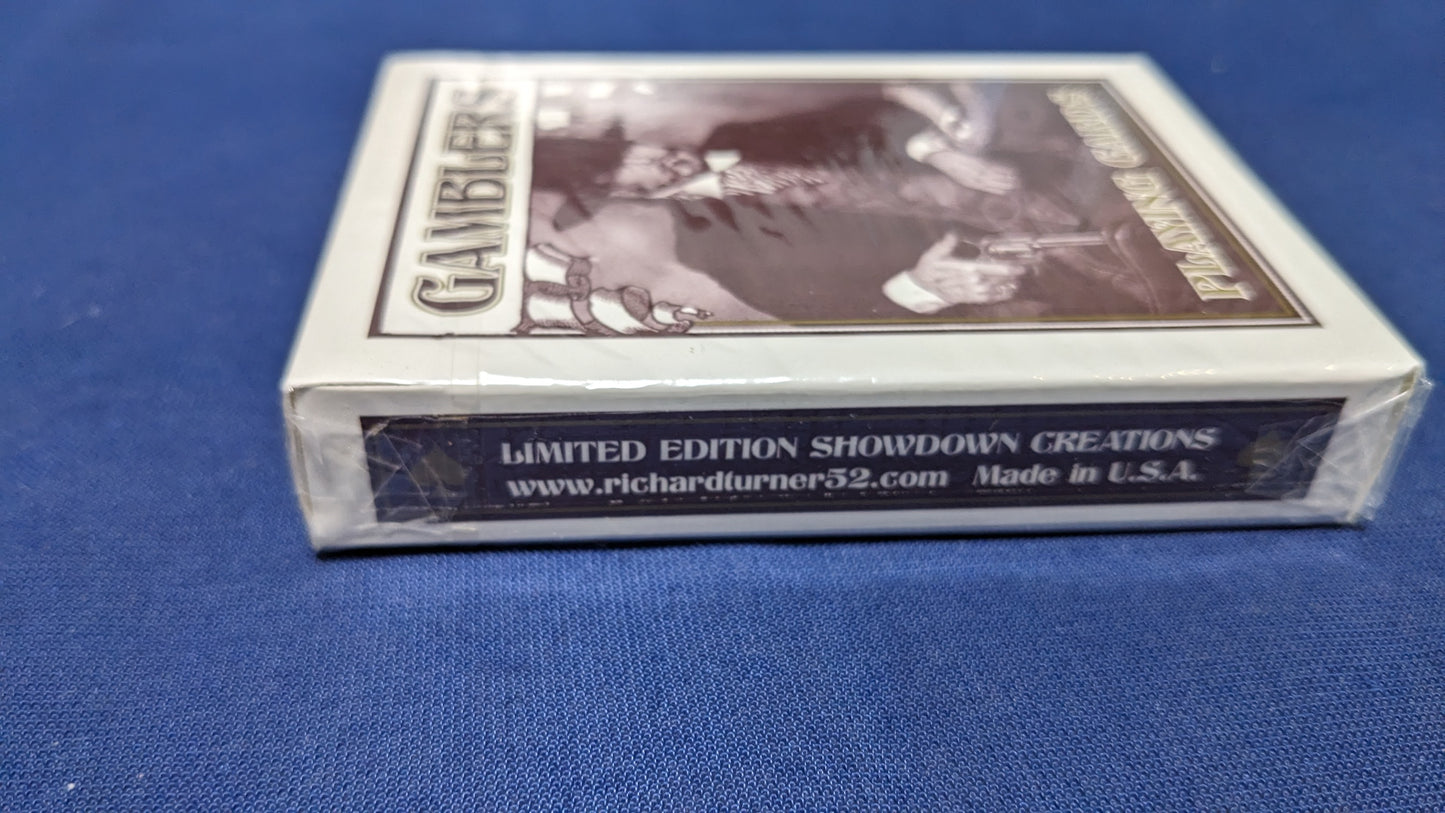 GAMBLERS
PLAYING CARDS
LIMITED EDITION SHOWDOWN CREATIONS
www.richardturner52.com Made in U.S.A.